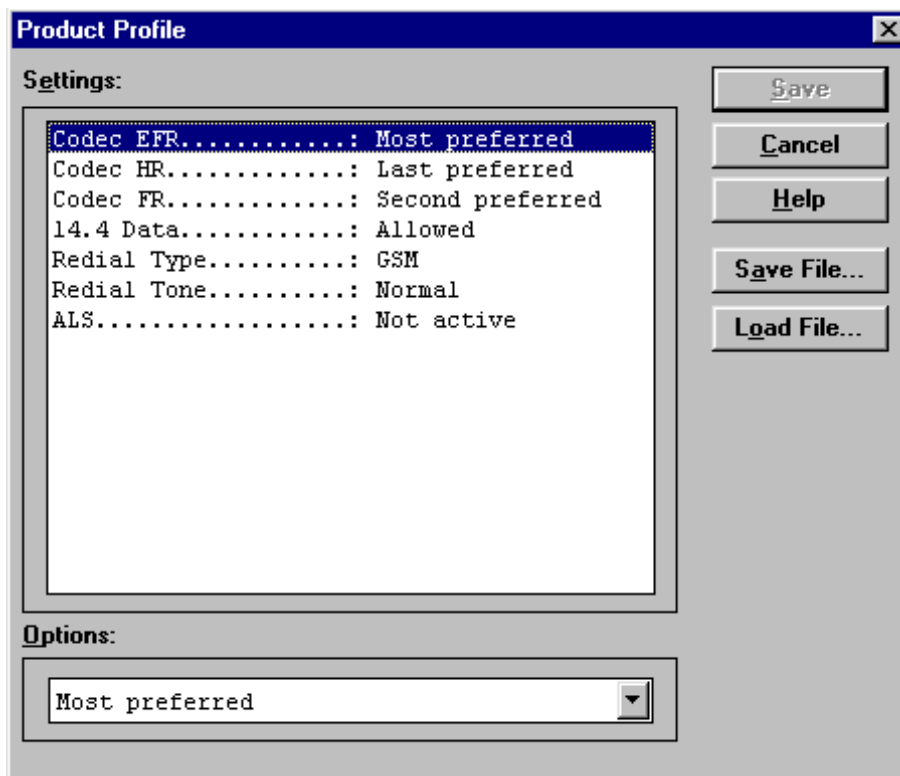 Product Profile
Settings:
Codec EFR............: Most preferred
Codec HR.............: Last preferred
Codec FR.............: Second preferred
14.4 Data............: Allowed
Redial Type..........: GSM
Redial Tone..........: Normal
ALS..................: Not active
Save
Cancel
Help
Save File...
Load File...
Options:
Most preferred